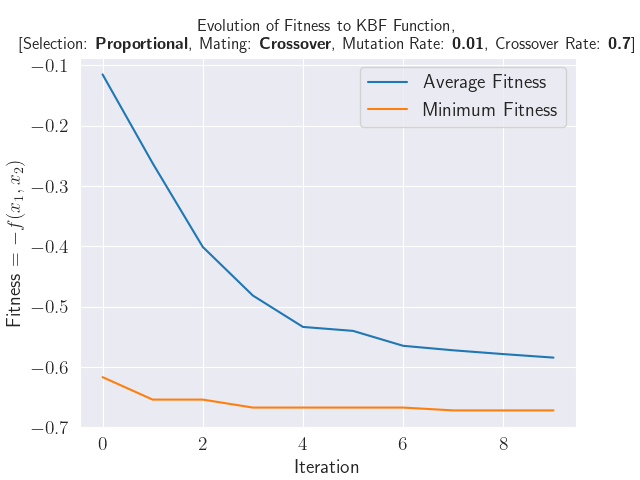 Evolution of Fitness to KBF Function,
[Selection: Proportional, Mating: Crossover, Mutation Rate: 0.01, Crossover Rate: 0.7]
Average Fitness
Minimum Fitness
Fitness = −f(x₁, x₂)
−0.1
−0.2
−0.3
−0.4
−0.5
−0.6
−0.7
0 2 4 6 8
Iteration